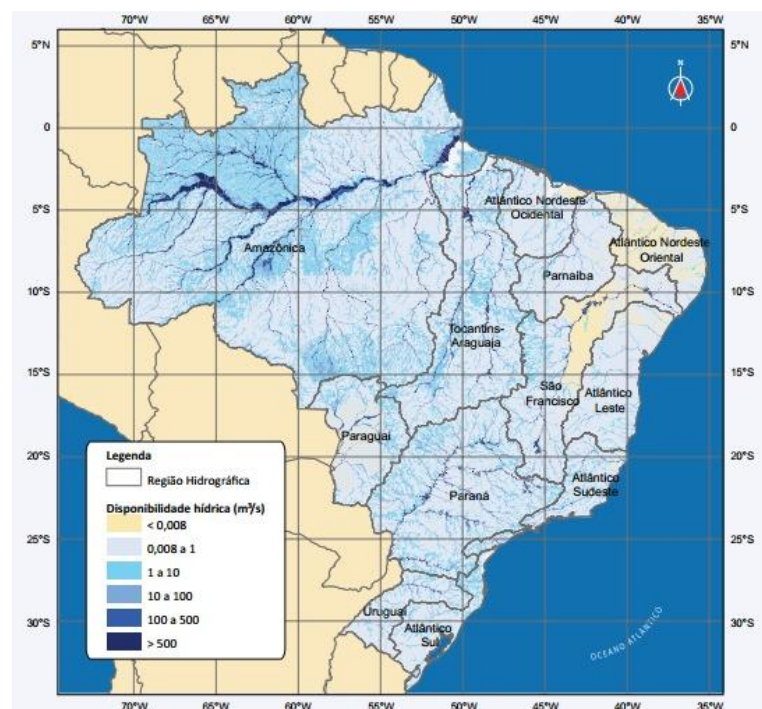 70°W 65°W 60°W 55°W 50°W 45°W 40°W 35°W
5°N 5°N
N
0 0
Atlântico Nordeste
Ocidental
5°S 5°S
Atlântico Nordeste
Oriental
Amazônica
Parnaíba
10°S 10°S
Tocantins-
Araguaia
15°S 15°S
São
Francisco
Atlântico
Leste
Paraguai
20°S 20°S
Atlântico
Sudeste
Paraná
25°S 25°S
Uruguai
Atlântico
Sul
30°S 30°S
OCEANO ATLÂNTICO
Legenda
Região Hidrográfica
Disponibilidade hídrica (m³/s)
< 0,008
0,008 a 1
1 a 10
10 a 100
100 a 500
> 500
70°W 65°W 60°W 55°W 50°W 45°W 40°W 35°W